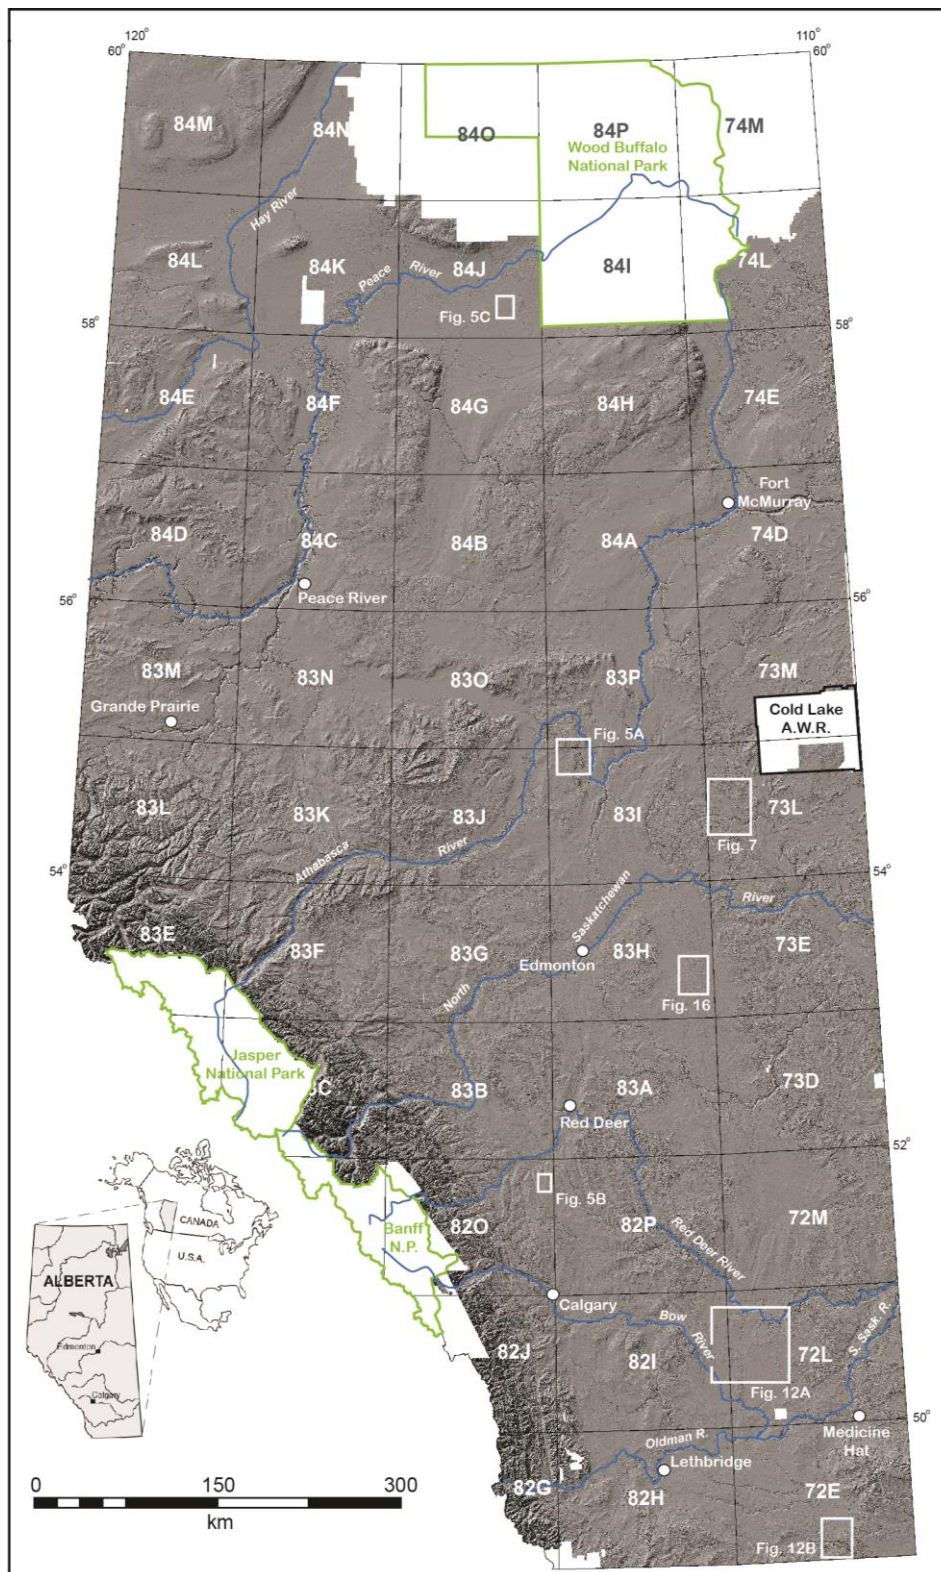 120°
110°
60°
60
84M
84N
84O
84P
74M
Wood Buffalo
National Park
Hay River
84L
84K
Peace
River
84J
84I
74L
Fig. 5C
58°
58°
84E
84F
84G
84H
74E
Fort
McMurray
84D
84C
84B
84A
74D
Peace River
56°
56°
83M
83N
83O
83P
73M
Grande Prairie
Cold Lake
A.W.R.
Fig. 5A
83L
83K
83J
83I
73L
Athabasca
River
Fig. 7
54°
54°
Saskatchewan
River
83E
83F
83G
83H
73E
Edmonton
North
Fig. 16
Jasper
National Park
3C
83B
83A
73D
Red Deer
52°
Fig. 5B
82O
82P
72M
Banff
N.P.
Red Deer River
CANADA
U.S.A.
ALBERTA
Edmonton
Calgary
Calgary
Bow
River
S. Sask. R.
82J
82I
72L
Fig. 12A
50°
Medicine
Hat
Oldman R.
Lethbridge
82G
82H
72E
Fig. 12B
0
150
300
km